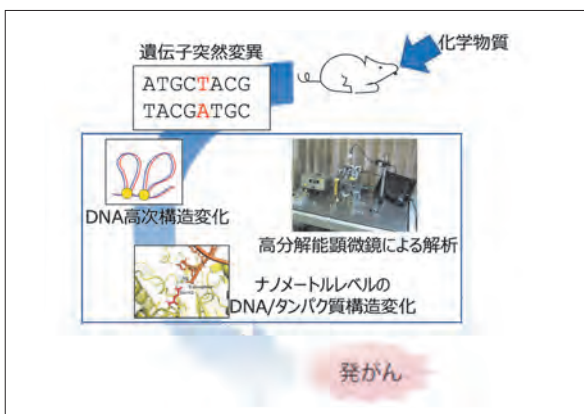 化学物質
遺伝子突然変異
ATGCTACG
TACGATGC
DNA高次構造変化
高分解能顕微鏡による解析
ナノメートルレベルの
DNA/タンパク質構造変化
発がん